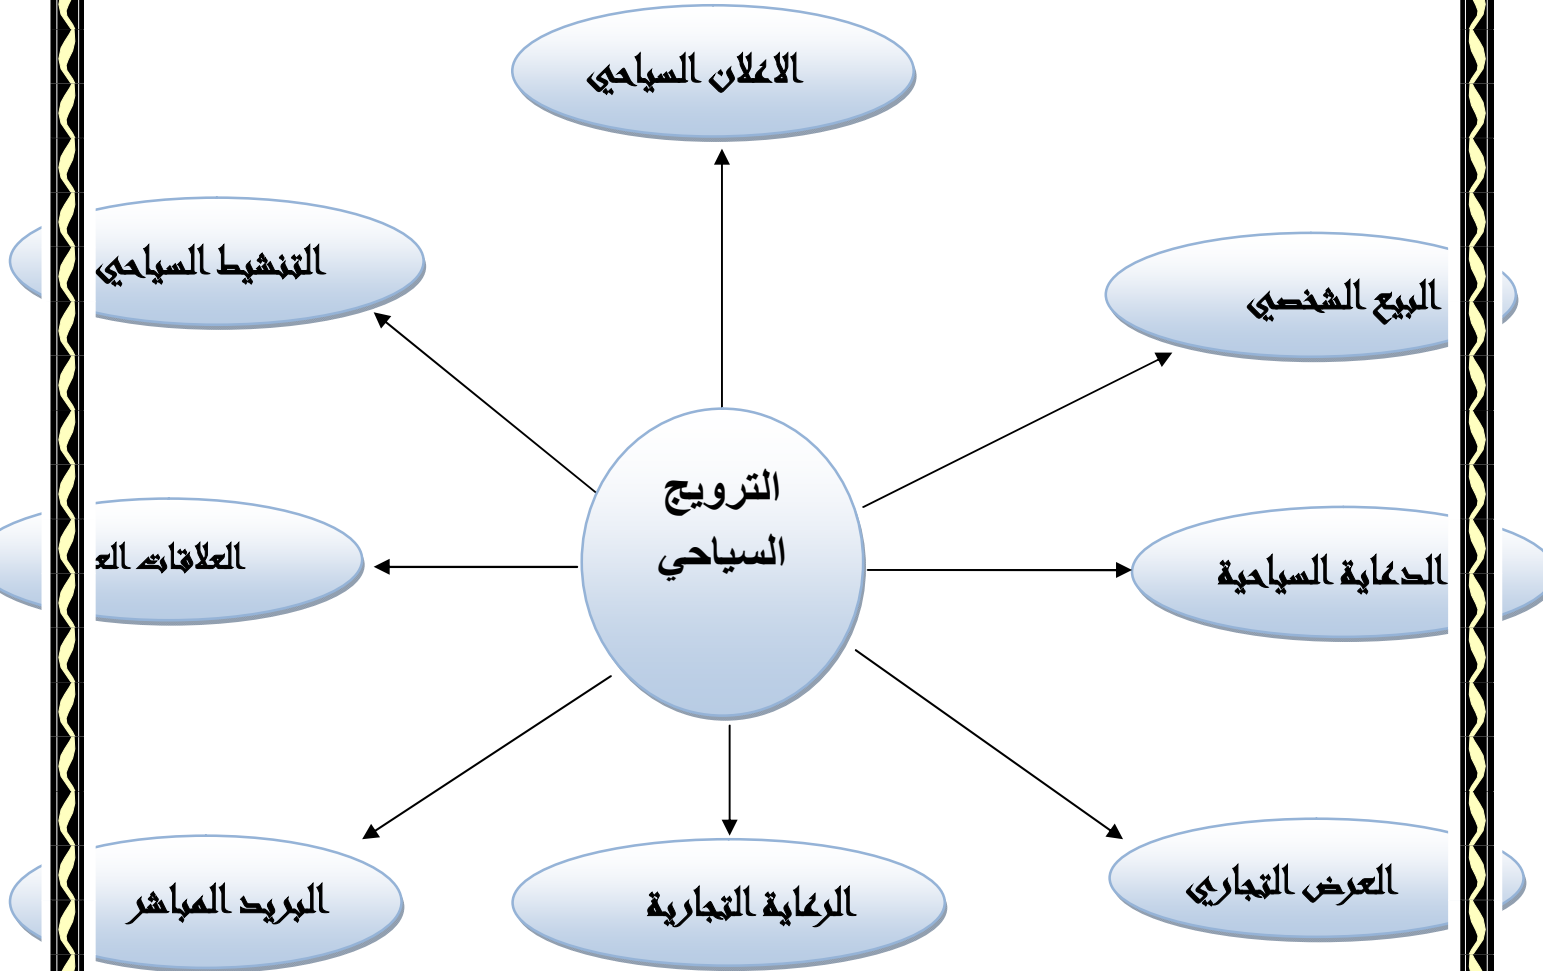 الاعلان السياحي
التنشيط السياحي
البيع الشخصي
الترويج
السياحي
العلاقات
الدعاية السياحية
العرض التجاري
الرعاية التجارية
البريد المباشر